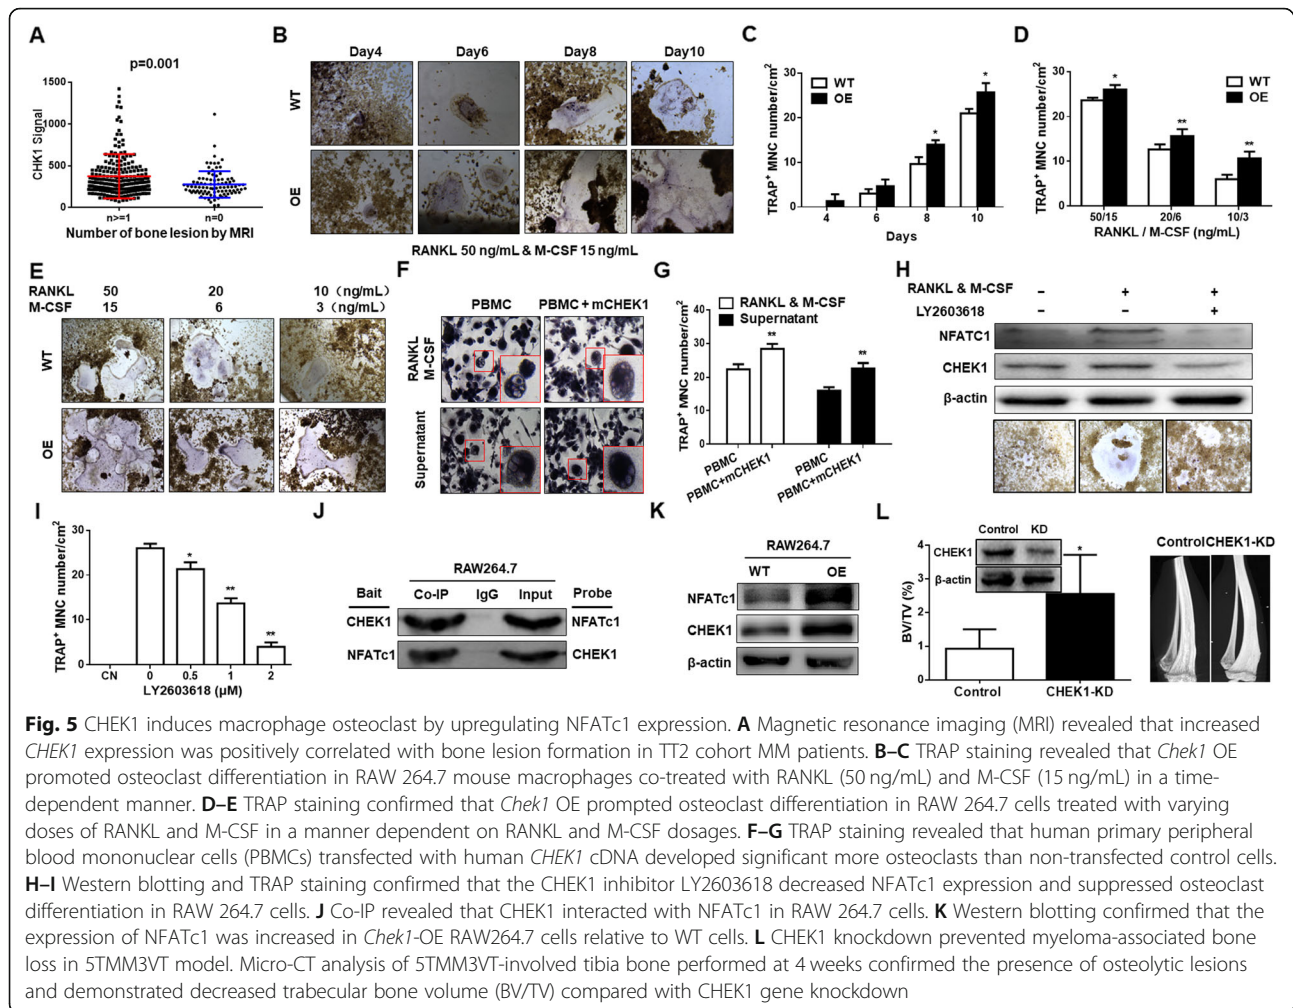 A
p=0.001
CHK1 Signal
1500
1000
500
0
n>=1 n=0
Number of bone lesion by MRI
B
Day4 Day6 Day8 Day10
WT
OE
RANKL 50 ng/mL & M-CSF 15 ng/mL
C
TRAP+ MNC number/cm2
30
20
10
0
WT
OE
*
*
4 6 8 10
Days
D
TRAP+ MNC number/cm2
30
20
10
0
WT
OE
*
**
**
50/15 20/6 10/3
RANKL / M-CSF (ng/mL)
E
RANKL 50 20 10 (ng/mL)
M-CSF 15 6 3 (ng/mL)
WT
OE
F
PBMC PBMC + mCHEK1
RANKL
M-CSF
Supernatant
G
RANKL & M-CSF
Supernatant
TRAP+ MNC number/cm2
40
30
20
10
0
**
**
PBMC
PBMC+mCHEK1
PBMC
PBMC+mCHEK1
H
RANKL & M-CSF − + +
LY2603618 − − +
NFATC1
CHEK1
β-actin
I
TRAP+ MNC number/cm2
30
20
10
0
*
**
**
CN 0 0.5 1 2
LY2603618 (μM)
J
RAW264.7
Bait Co-IP IgG Input Probe
CHEK1 NFATc1
NFATc1 CHEK1
K
RAW264.7
WT OE
NFATc1
CHEK1
β-actin
L
BV/TV (%)
4
3
2
1
0
Control KD
CHEK1
β-actin
*
Control CHEK1-KD
ControlCHEK1-KD
Fig. 5 CHEK1 induces macrophage osteoclast by upregulating NFATc1 expression. A Magnetic resonance imaging (MRI) revealed that increased
CHEK1 expression was positively correlated with bone lesion formation in TT2 cohort MM patients. B–C TRAP staining revealed that Chek1 OE
promoted osteoclast differentiation in RAW 264.7 mouse macrophages co-treated with RANKL (50 ng/mL) and M-CSF (15 ng/mL) in a time-
dependent manner. D–E TRAP staining confirmed that Chek1 OE prompted osteoclast differentiation in RAW 264.7 cells treated with varying
doses of RANKL and M-CSF in a manner dependent on RANKL and M-CSF dosages. F–G TRAP staining revealed that human primary peripheral
blood mononuclear cells (PBMCs) transfected with human CHEK1 cDNA developed significant more osteoclasts than non-transfected control cells.
H–I Western blotting and TRAP staining confirmed that the CHEK1 inhibitor LY2603618 decreased NFATc1 expression and suppressed osteoclast
differentiation in RAW 264.7 cells. J Co-IP revealed that CHEK1 interacted with NFATc1 in RAW 264.7 cells. K Western blotting confirmed that the
expression of NFATc1 was increased in Chek1-OE RAW264.7 cells relative to WT cells. L CHEK1 knockdown prevented myeloma-associated bone
loss in 5TMM3VT model. Micro-CT analysis of 5TMM3VT-involved tibia bone performed at 4 weeks confirmed the presence of osteolytic lesions
and demonstrated decreased trabecular bone volume (BV/TV) compared with CHEK1 gene knockdown